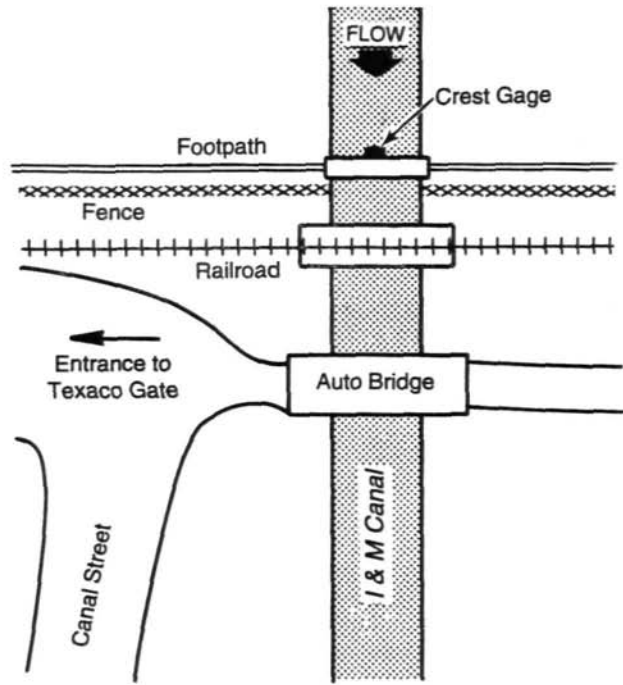 FLOW
Crest Gage
Footpath
Fence
Railroad
Entrance to
Texaco Gate
Auto Bridge
I & M Canal
Canal Street